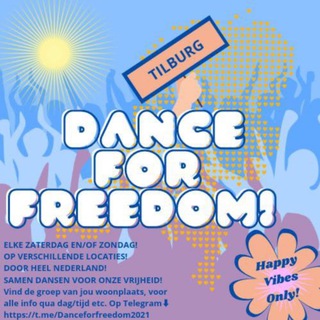 TILBURG
DANCE
FOR
FREEDOM!
ELKE ZATERDAG EN/OF ZONDAG!
OP VERSCHILLENDE LOCATIES!
DOOR HEEL NEDERLAND!
SAMEN DANSEN VOOR ONZE VRIJHEID!
Vind de groep van jou woonplaats, voor
alle info qua dag/tijd etc. Op Telegram⬇
https://t.me/Danceforfreedom2021
Happy
Vibes
Only!